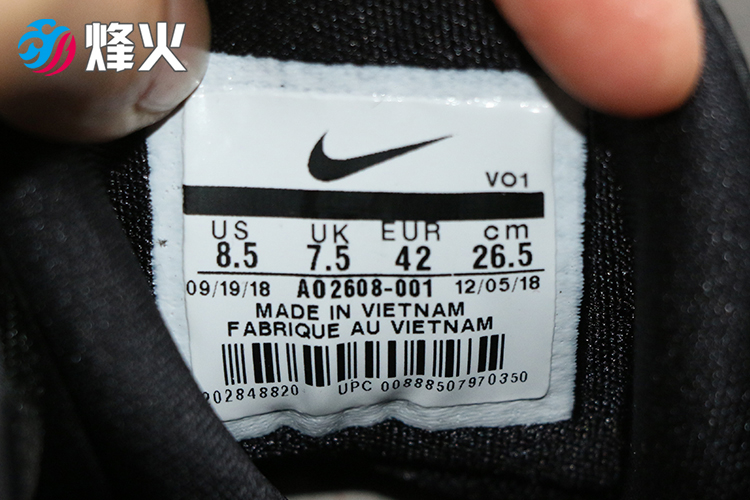 烽火
VO1
US UK EUR cm
8.5 7.5 42 26.5
09/19/18 AO2608-001 12/05/18
MADE IN VIETNAM
FABRIQUE AU VIETNAM
902848820 UPC 00888507970350